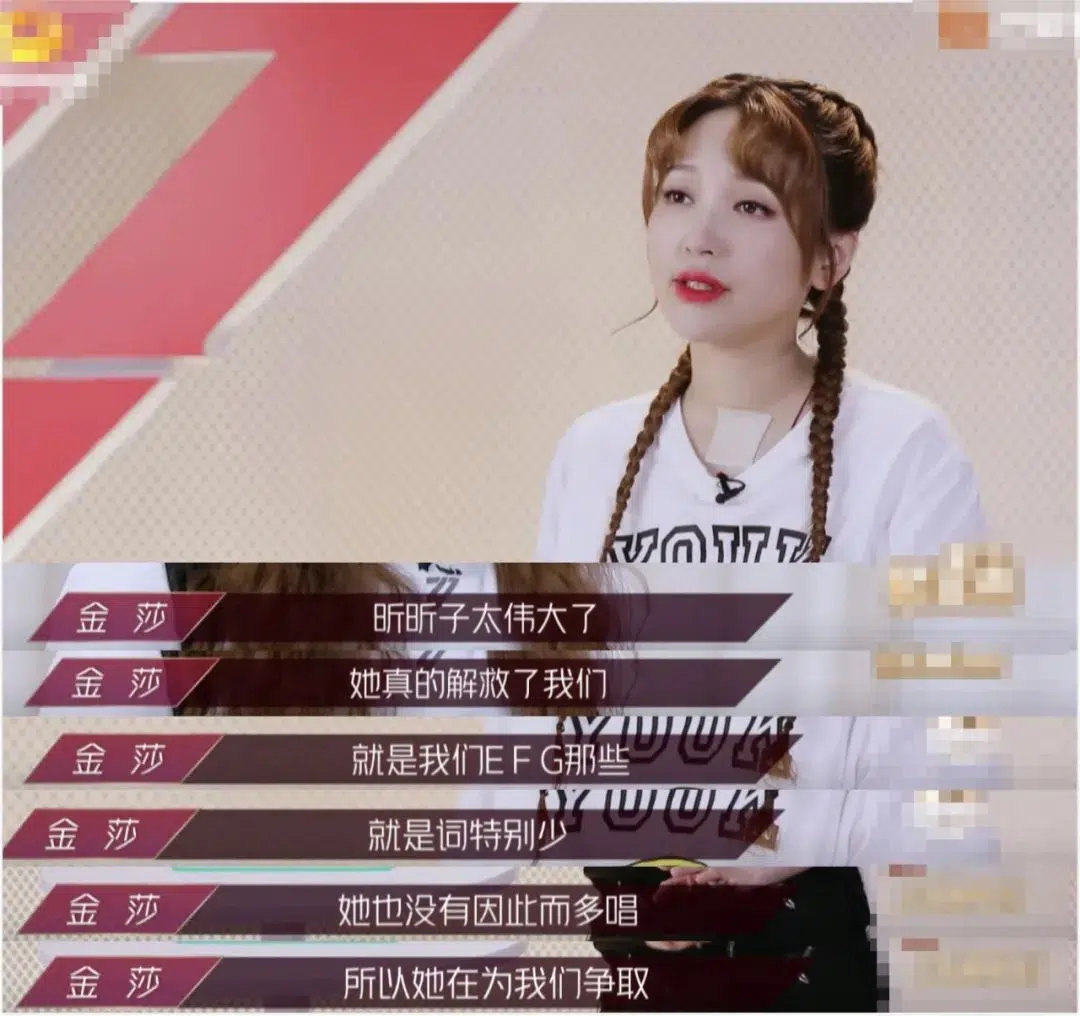 YOUK
金莎 昕昕子太伟大了
金莎 她真的解救了我们
金莎 就是我们E F G那些
金莎 就是词特别少
金莎 她也没有因此而多唱
金莎 所以她在为我们争取